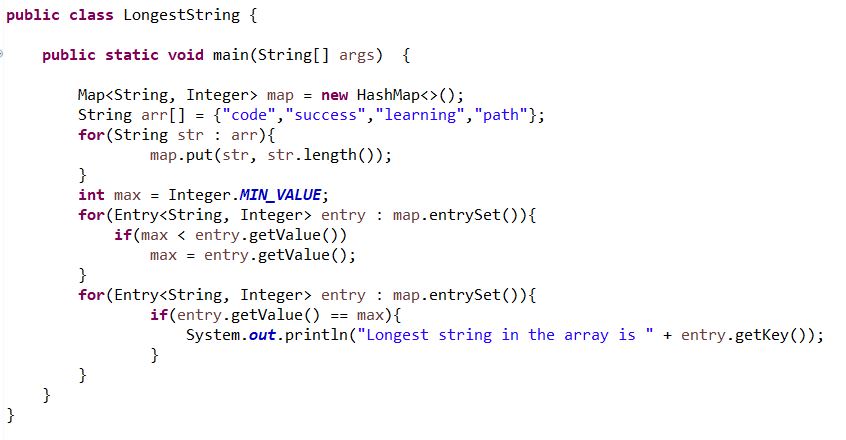 public class LongestString {
public static void main(String[] args)  {
Map<String, Integer> map = new HashMap<>();
String arr[] = {"code","success","learning","path"};
for(String str : arr){
map.put(str, str.length());
}
int max = Integer.MIN_VALUE;
for(Entry<String, Integer> entry : map.entrySet()){
if(max < entry.getValue())
max = entry.getValue();
}
for(Entry<String, Integer> entry : map.entrySet()){
if(entry.getValue() == max){
System.out.println("Longest string in the array is " + entry.getKey());
}
}
}
}